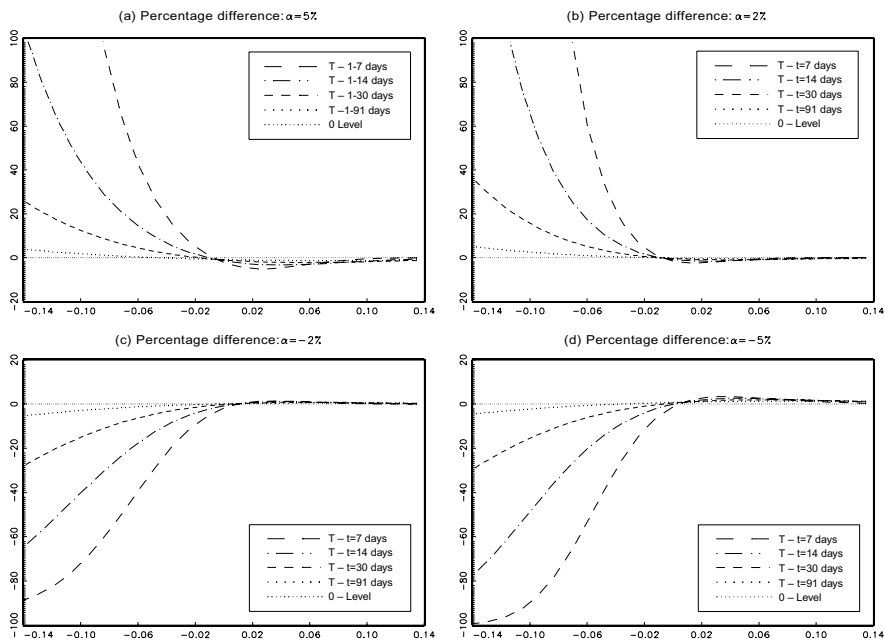 (a) Percentage difference: α=5%
100
80
60
40
20
0
−20
T – 1-7 days
T – 1-14 days
T – 1-30 days
T –1-91 days
0 Level
−0.14 −0.10 −0.06 −0.02 0.02 0.06 0.10 0.14
(b) Percentage difference: α=2%
100
80
60
40
20
0
−20
T – t=7 days
T – t=14 days
T – t=30 days
T – t=91 days
0 – Level
−0.14 −0.10 −0.06 −0.02 0.02 0.06 0.10 0.14
(c) Percentage difference: α=−2%
20
0
−20
−40
−60
−80
−100
T – t=7 days
T – t=14 days
T – t=30 days
T – t=91 days
0 – Level
−0.14 −0.10 −0.06 −0.02 0.02 0.06 0.10 0.14
(d) Percentage difference: α=−5%
20
0
−20
−40
−60
−80
−100
T – t=7 days
T – t=14 days
T – t=30 days
T – t=91 days
0 – Level
−0.14 −0.10 −0.06 −0.02 0.02 0.06 0.10 0.14